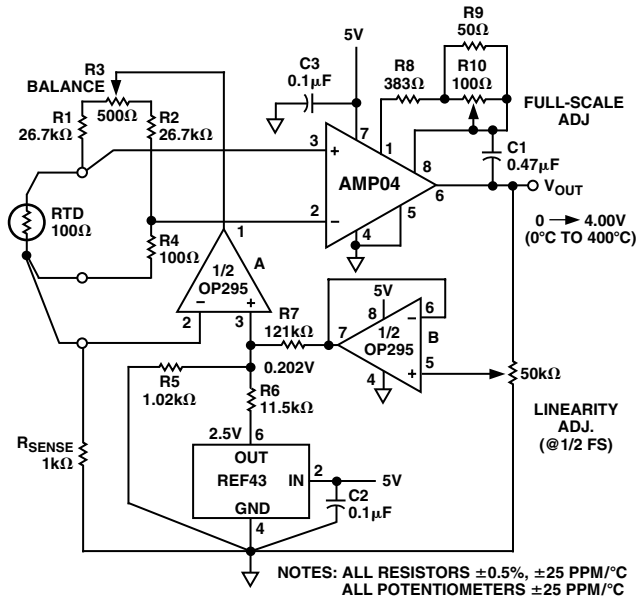 R3
BALANCE
500Ω
R1
26.7kΩ
R2
26.7kΩ
RTD
100Ω
R4
100Ω
C3
0.1μF
5V
R8
383Ω
R9
50Ω
R10
100Ω
FULL-SCALE
ADJ
3
+
2
–
AMP04
7
1
8
6
5
4
C1
0.47μF
VOUT
0 → 4.00V
(0°C TO 400°C)
1
A
1/2
OP295
–
+
2
3
R7
121kΩ
7
5V
8
1/2
OP295
–
+
6
B
5
4
50kΩ
LINEARITY
ADJ.
(@1/2 FS)
0.202V
R5
1.02kΩ
R6
11.5kΩ
RSENSE
1kΩ
2.5V
6
OUT
REF43
IN
2
5V
GND
4
C2
0.1μF
NOTES: ALL RESISTORS ±0.5%, ±25 PPM/°C
ALL POTENTIOMETERS ±25 PPM/°C